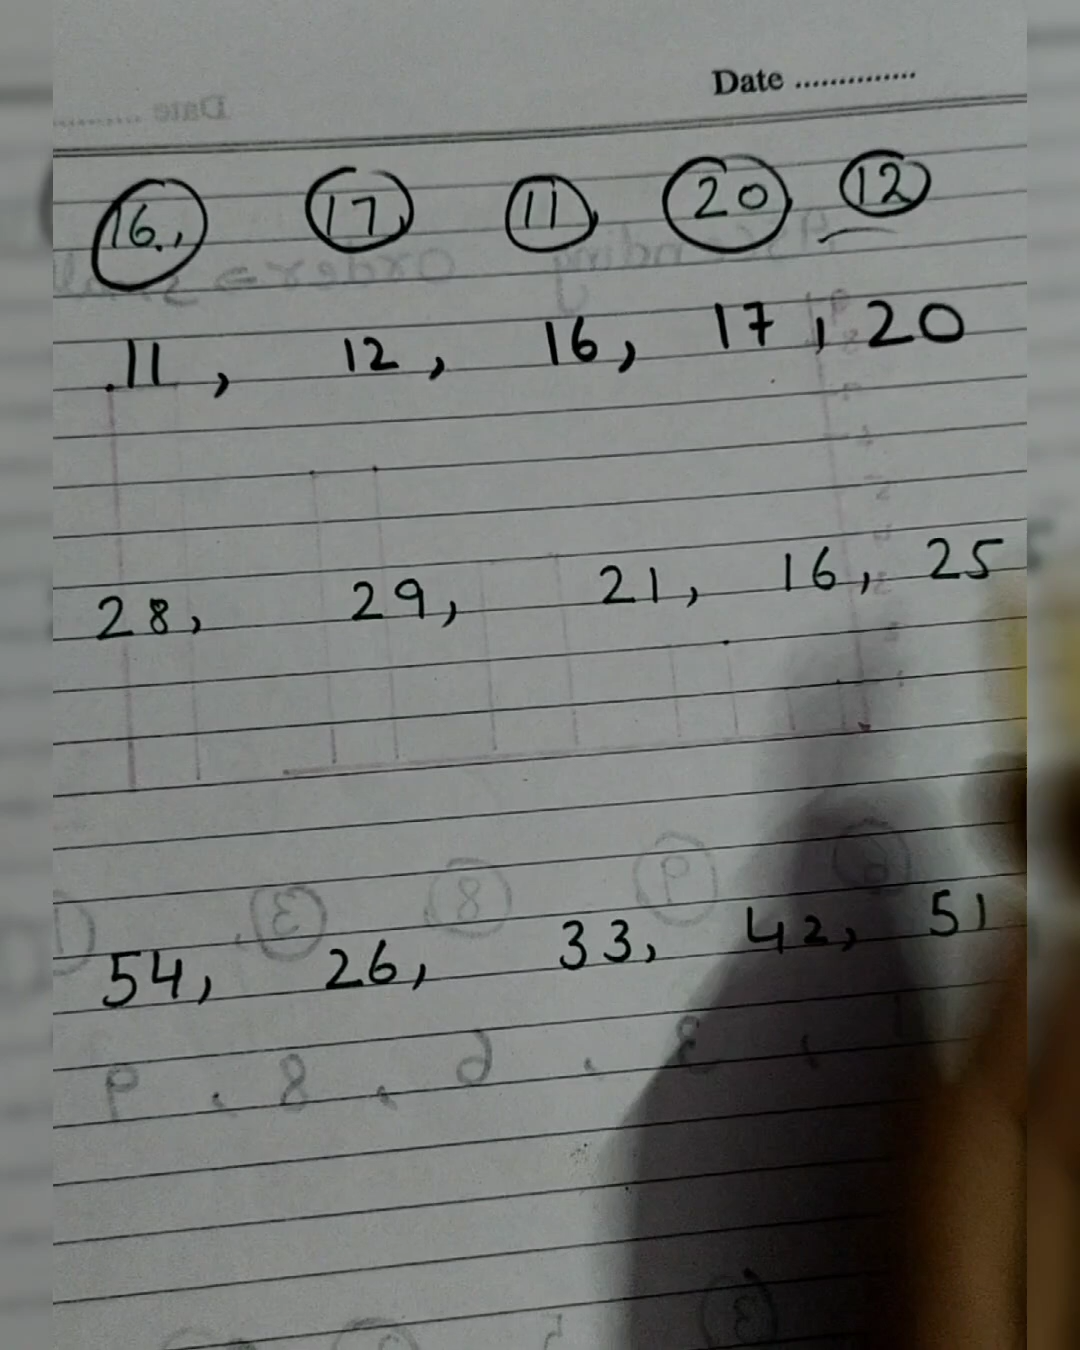 Date ..............
16, 17, 11, 20, 12
11, 12, 16, 17, 20
28, 29, 21, 16, 25
54, 26, 33, 42, 51